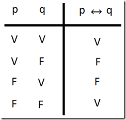 p q p ↔ q
V V V
V F F
F V F
F F V